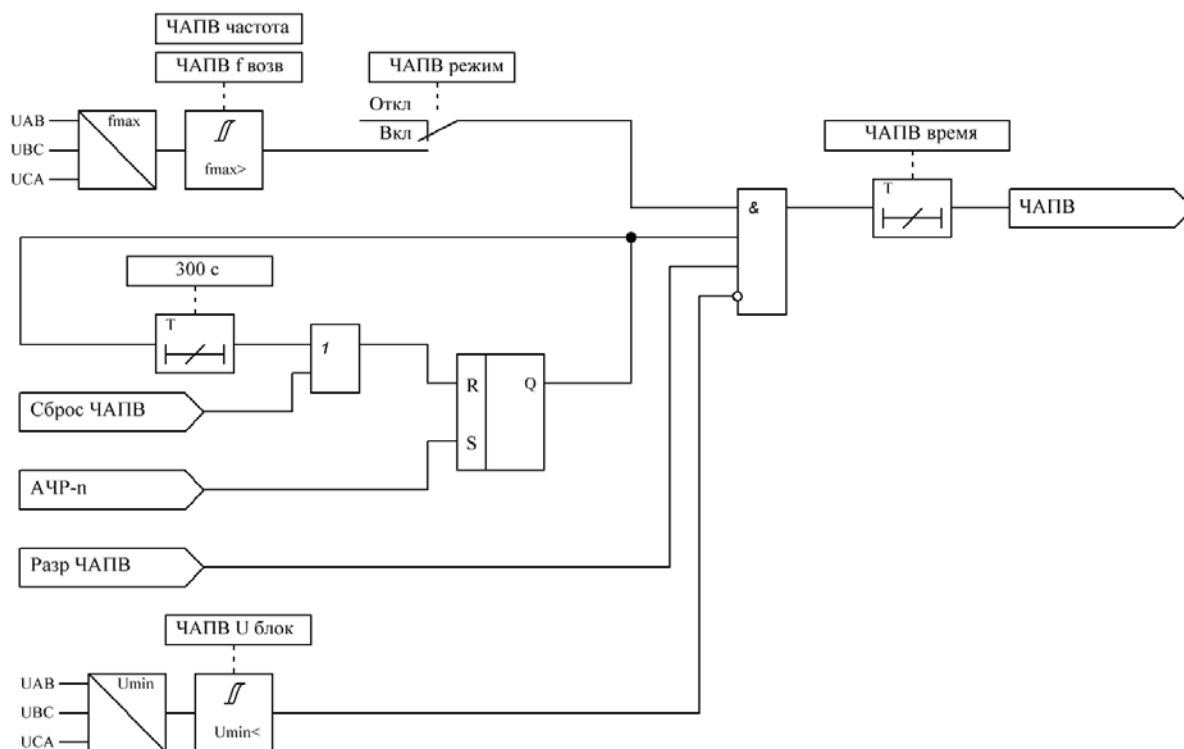 ЧАПВ частота
ЧАПВ f возв
ЧАПВ режим
Откл
Вкл
UAB
UBC
UCA
fmax
fmax>
ЧАПВ время
&
T
ЧАПВ
300 с
T
1
R
Q
S
Сброс ЧАПВ
АЧР-n
Разр ЧАПВ
ЧАПВ U блок
UAB
UBC
UCA
Umin
Umin<